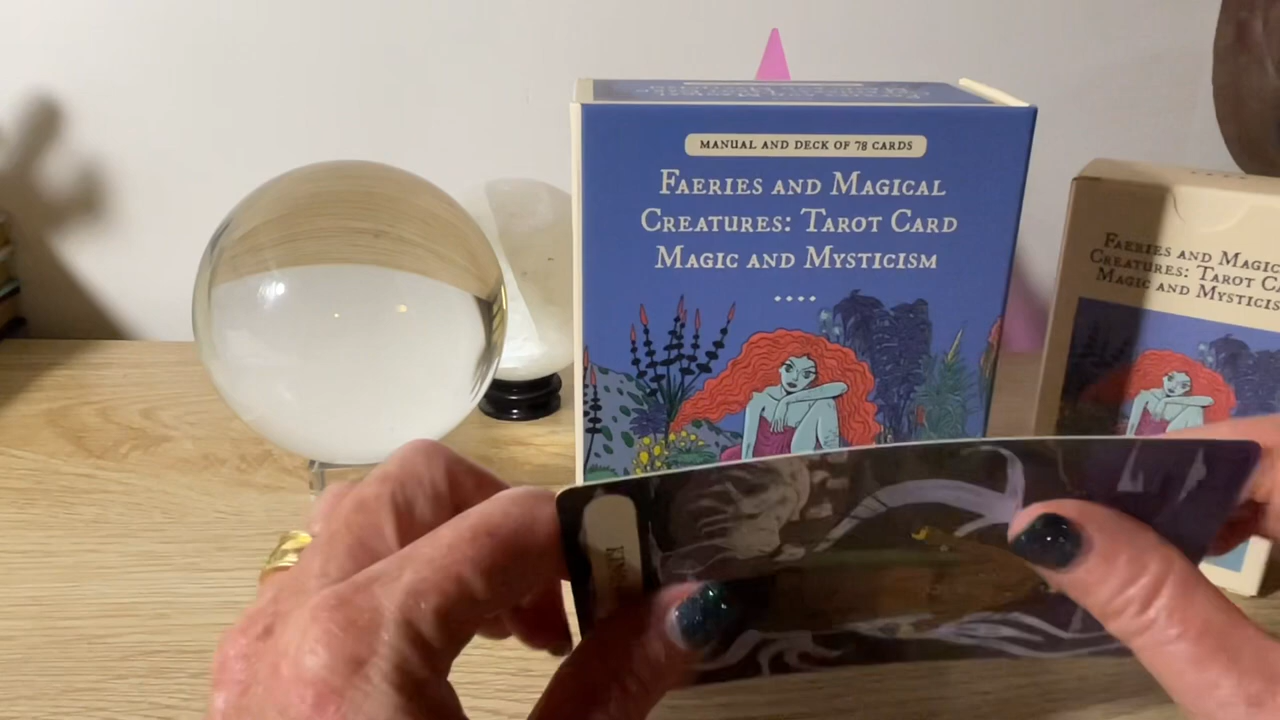 MANUAL AND DECK OF 78 CARDS
FAERIES AND MAGICAL
CREATURES: TAROT CARD
MAGIC AND MYSTICISM
FAERIES AND MAGIC
CREATURES: TAROT CA
MAGIC AND MYSTICIS